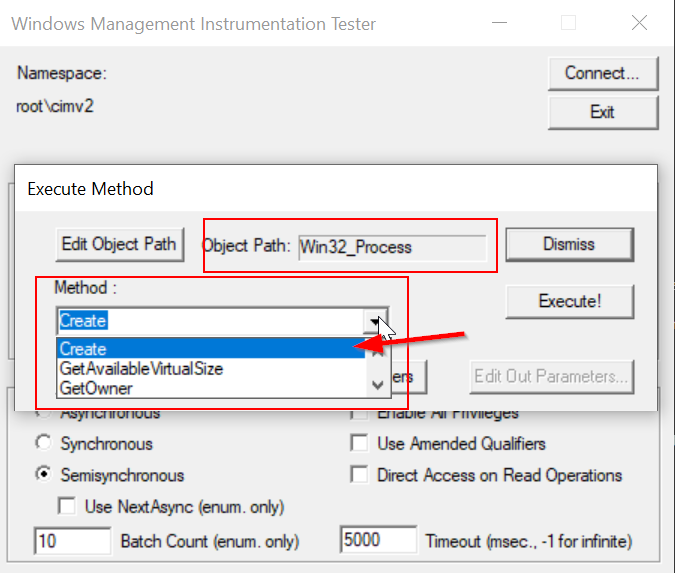 Windows Management Instrumentation Tester
Namespace:
Connect...
root\cimv2
Exit
Execute Method
Edit Object Path
Object Path:
Win32_Process
Dismiss
Method :
Create
Execute!
Create
GetAvailableVirtualSize
GetOwner
Edit Out Parameters...
Asynchronous
Enable All Privileges
Synchronous
Use Amended Qualifiers
Semisynchronous
Direct Access on Read Operations
Use NextAsync (enum. only)
10
Batch Count (enum. only)
5000
Timeout (msec., -1 for infinite)